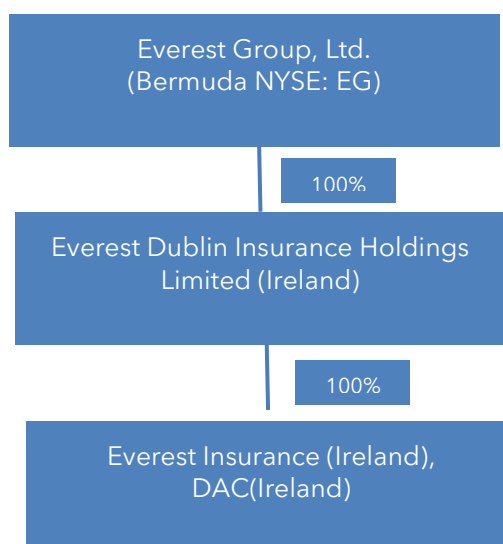 Everest Group, Ltd.
(Bermuda NYSE: EG)
100%
Everest Dublin Insurance Holdings
Limited (Ireland)
100%
Everest Insurance (Ireland),
DAC(Ireland)